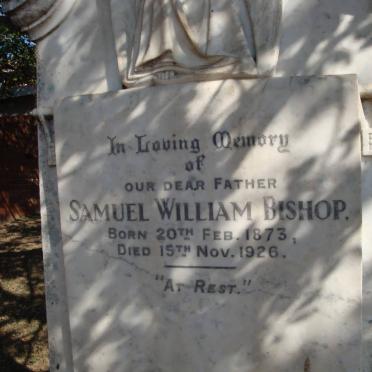 In Loving Memory
of
OUR DEAR FATHER
SAMUEL WILLIAM BISHOP.
BORN 20TH FEB. 1873,
DIED 15TH NOV. 1926.
"AT REST."